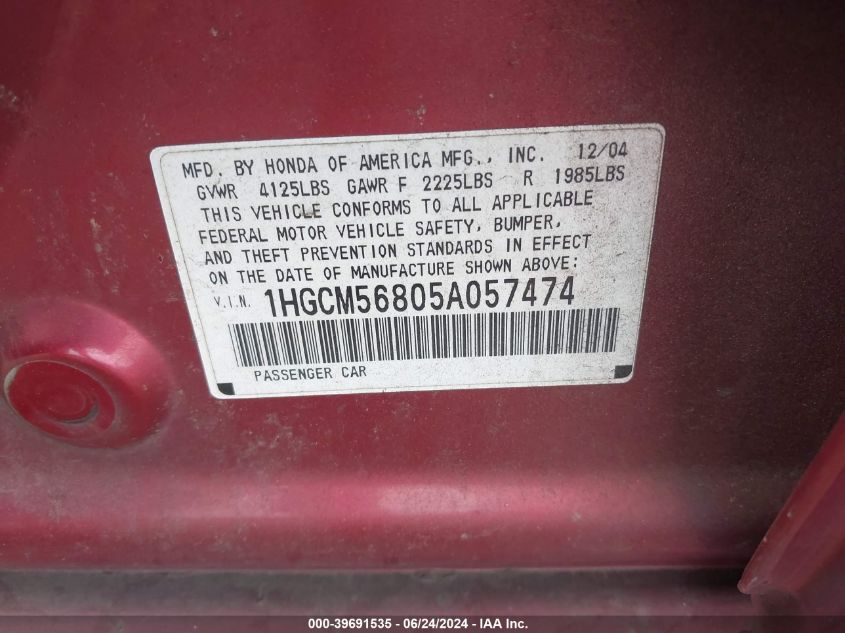 MFD. BY HONDA OF AMERICA MFG., INC. 12/04
GVWR 4125LBS GAWR F 2225LBS R 1985LBS
THIS VEHICLE CONFORMS TO ALL APPLICABLE
FEDERAL MOTOR VEHICLE SAFETY, BUMPER,
AND THEFT PREVENTION STANDARDS IN EFFECT
ON THE DATE OF MANUFACTURE SHOWN ABOVE:
V.I.N. 1HGCM56805A057474
PASSENGER CAR
000-39691535 - 06/24/2024 - IAA Inc.